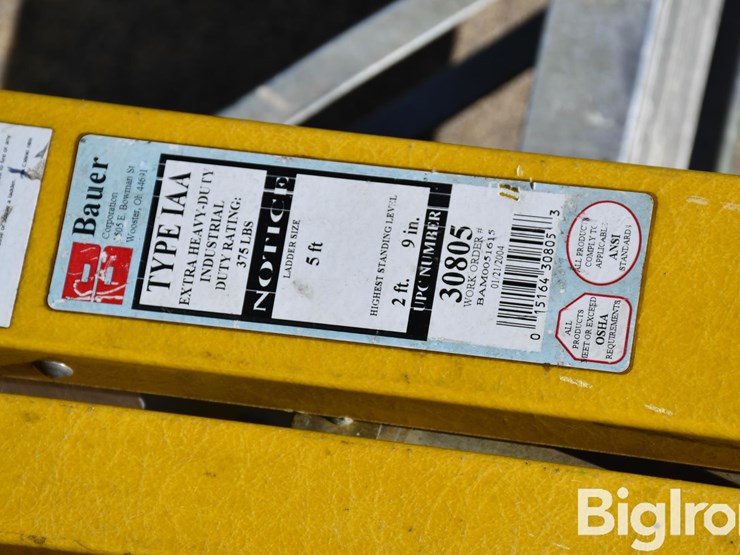 Bauer
Corporation
505 E. Bowman St
Wooster, OH 44691
TYPE IAA
EXTRA HEAVY-DUTY
INDUSTRIAL
DUTY RATING:
375 LBS
NOTICE
LADDER SIZE
5 ft
HIGHEST STANDING LEVEL
2 ft. 9 in.
UPC NUMBER
30805
WORK ORDER #
01/21/2004
0 15164 30805 3
ALL PRODUCTS
COMPLY TO
APPLICABLE
ANSI
STANDARDS
ALL
PRODUCTS
MEET OR EXCEED
OSHA
REQUIREMENTS
BigIron